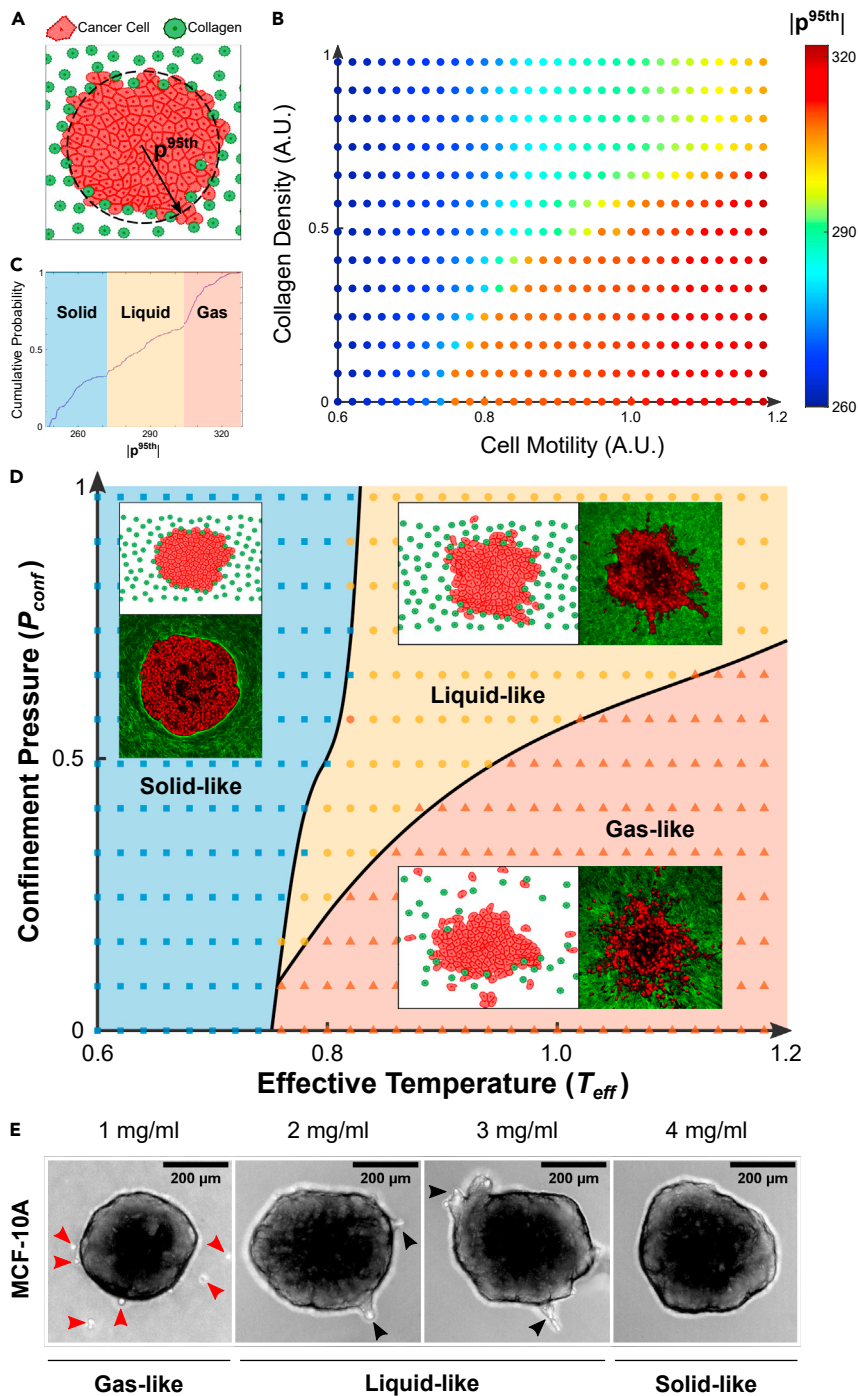 A
Cancer Cell
Collagen
p95th
B
|p95th|
Collagen Density (A.U.)
1
0.5
0
0.6
0.8
1.0
1.2
Cell Motility (A.U.)
320
290
260
C
Cumulative Probability
1
0.5
0
Solid
Liquid
Gas
260
290
320
|p95th|
D
Confinement Pressure (Pconf)
1
0.5
0
Solid-like
Liquid-like
Gas-like
0.6
0.8
1.0
1.2
Effective Temperature (Teff)
E
1 mg/ml
2 mg/ml
3 mg/ml
4 mg/ml
MCF-10A
200 µm
200 µm
200 µm
200 µm
Gas-like
Liquid-like
Solid-like